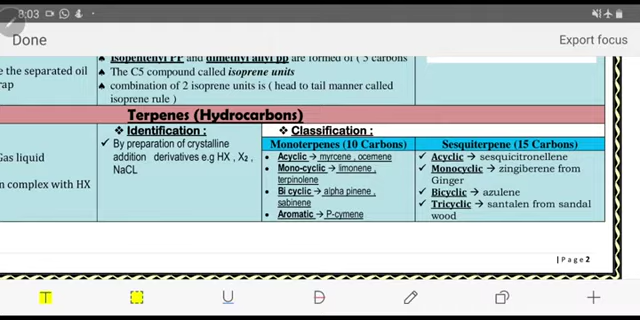 8:03
Done
Export focus
Isopentenyl PP and dimethyl allyl pp are formed of ( 5 carbons
♠ The C5 compound called isoprene units
♠ combination of 2 isoprene units is ( head to tail manner called
isoprene rule )
e the separated oil
rap
Terpenes (Hydrocarbons)
❖ Identification :
✓ By preparation of crystalline
addition derivatives e.g HX , X2 ,
NaCL
Gas liquid
n complex with HX
❖ Classification :
Monoterpenes (10 Carbons)
• Acyclic → myrcene , ocemene
• Mono-cyclic → limonene ,
terpinolene
• Bi cyclic → alpha pinene ,
sabinene
• Aromatic → P-cymene
Sesquiterpene (15 Carbons)
✓ Acyclic → sesquicitronellene
✓ Monocyclic → zingiberene from
Ginger
✓ Bicyclic → azulene
✓ Tricyclic → santalen from sandal
wood
| P a g e 2
T
U
D